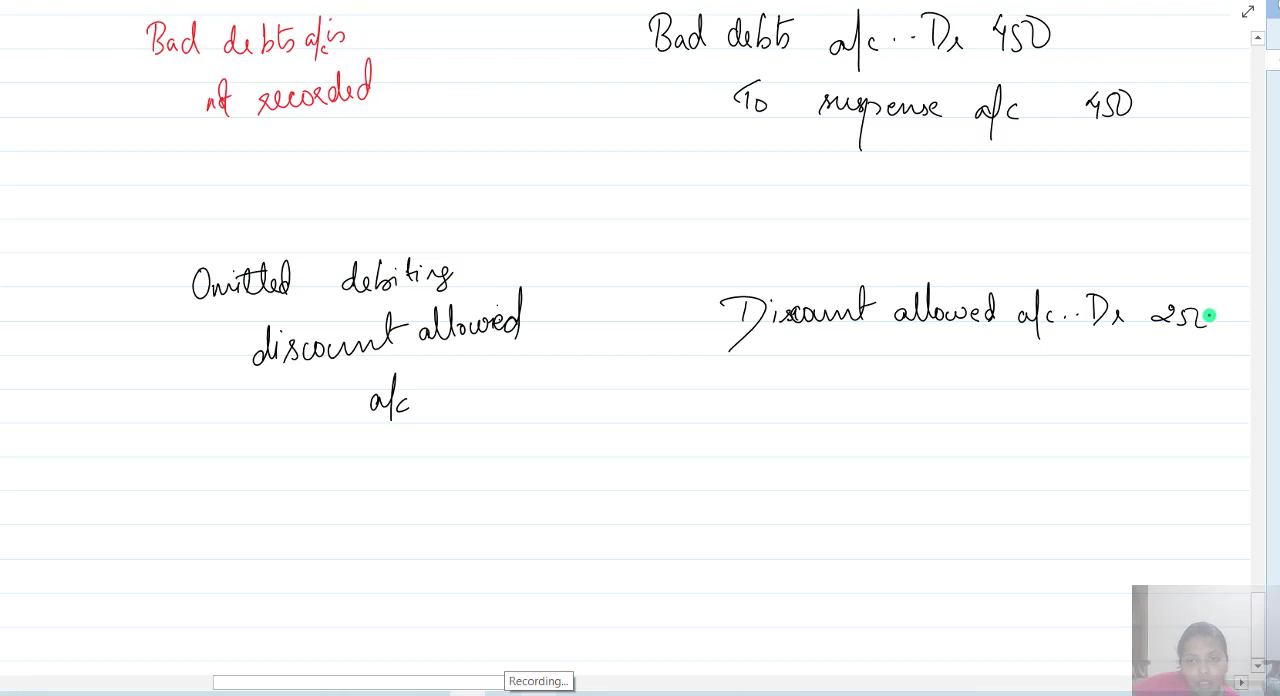 Bad debts a/c is
not recorded
Bad debts a/c .. Dr 450
To suspense a/c 450
Omitted debiting
discount allowed
a/c
Discount allowed a/c .. Dr 250
Recording...